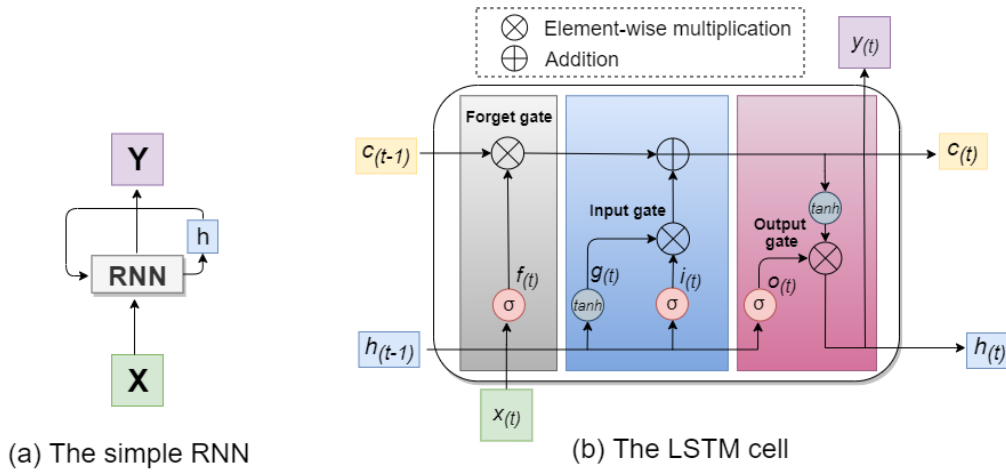 Element-wise multiplication
Addition
y(t)
Forget gate
c(t-1)
c(t)
Y
h
RNN
X
Input gate
Output
gate
tanh
f(t)
g(t)
i(t)
o(t)
σ
tanh
σ
σ
h(t-1)
h(t)
x(t)
(a) The simple RNN
(b) The LSTM cell